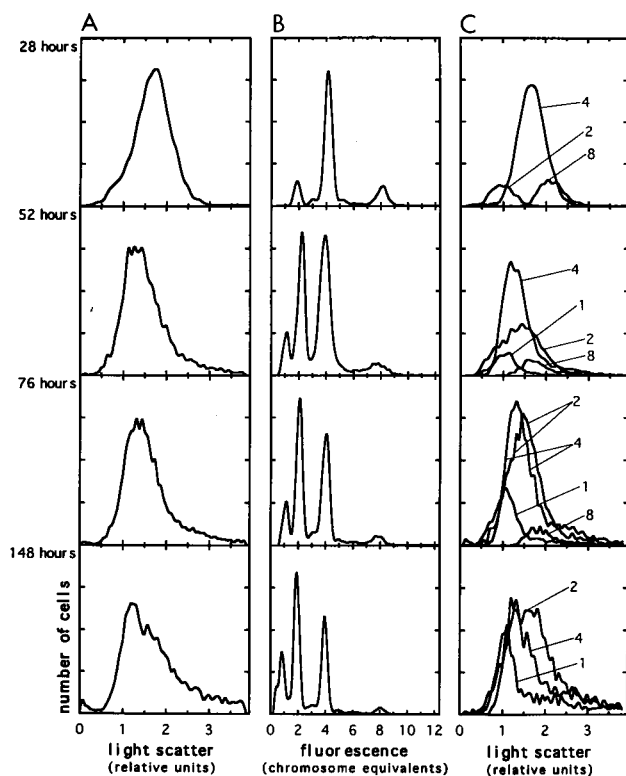 A
B
C
28 hours
4
2
8
52 hours
4
1
2
8
76 hours
2
4
1
8
148 hours
2
4
1
number of cells
0 1 2 3
0 2 4 6 8 10 12
0 1 2 3
light scatter
(relative units)
fluorescence
(chromosome equivalents)
light scatter
(relative units)